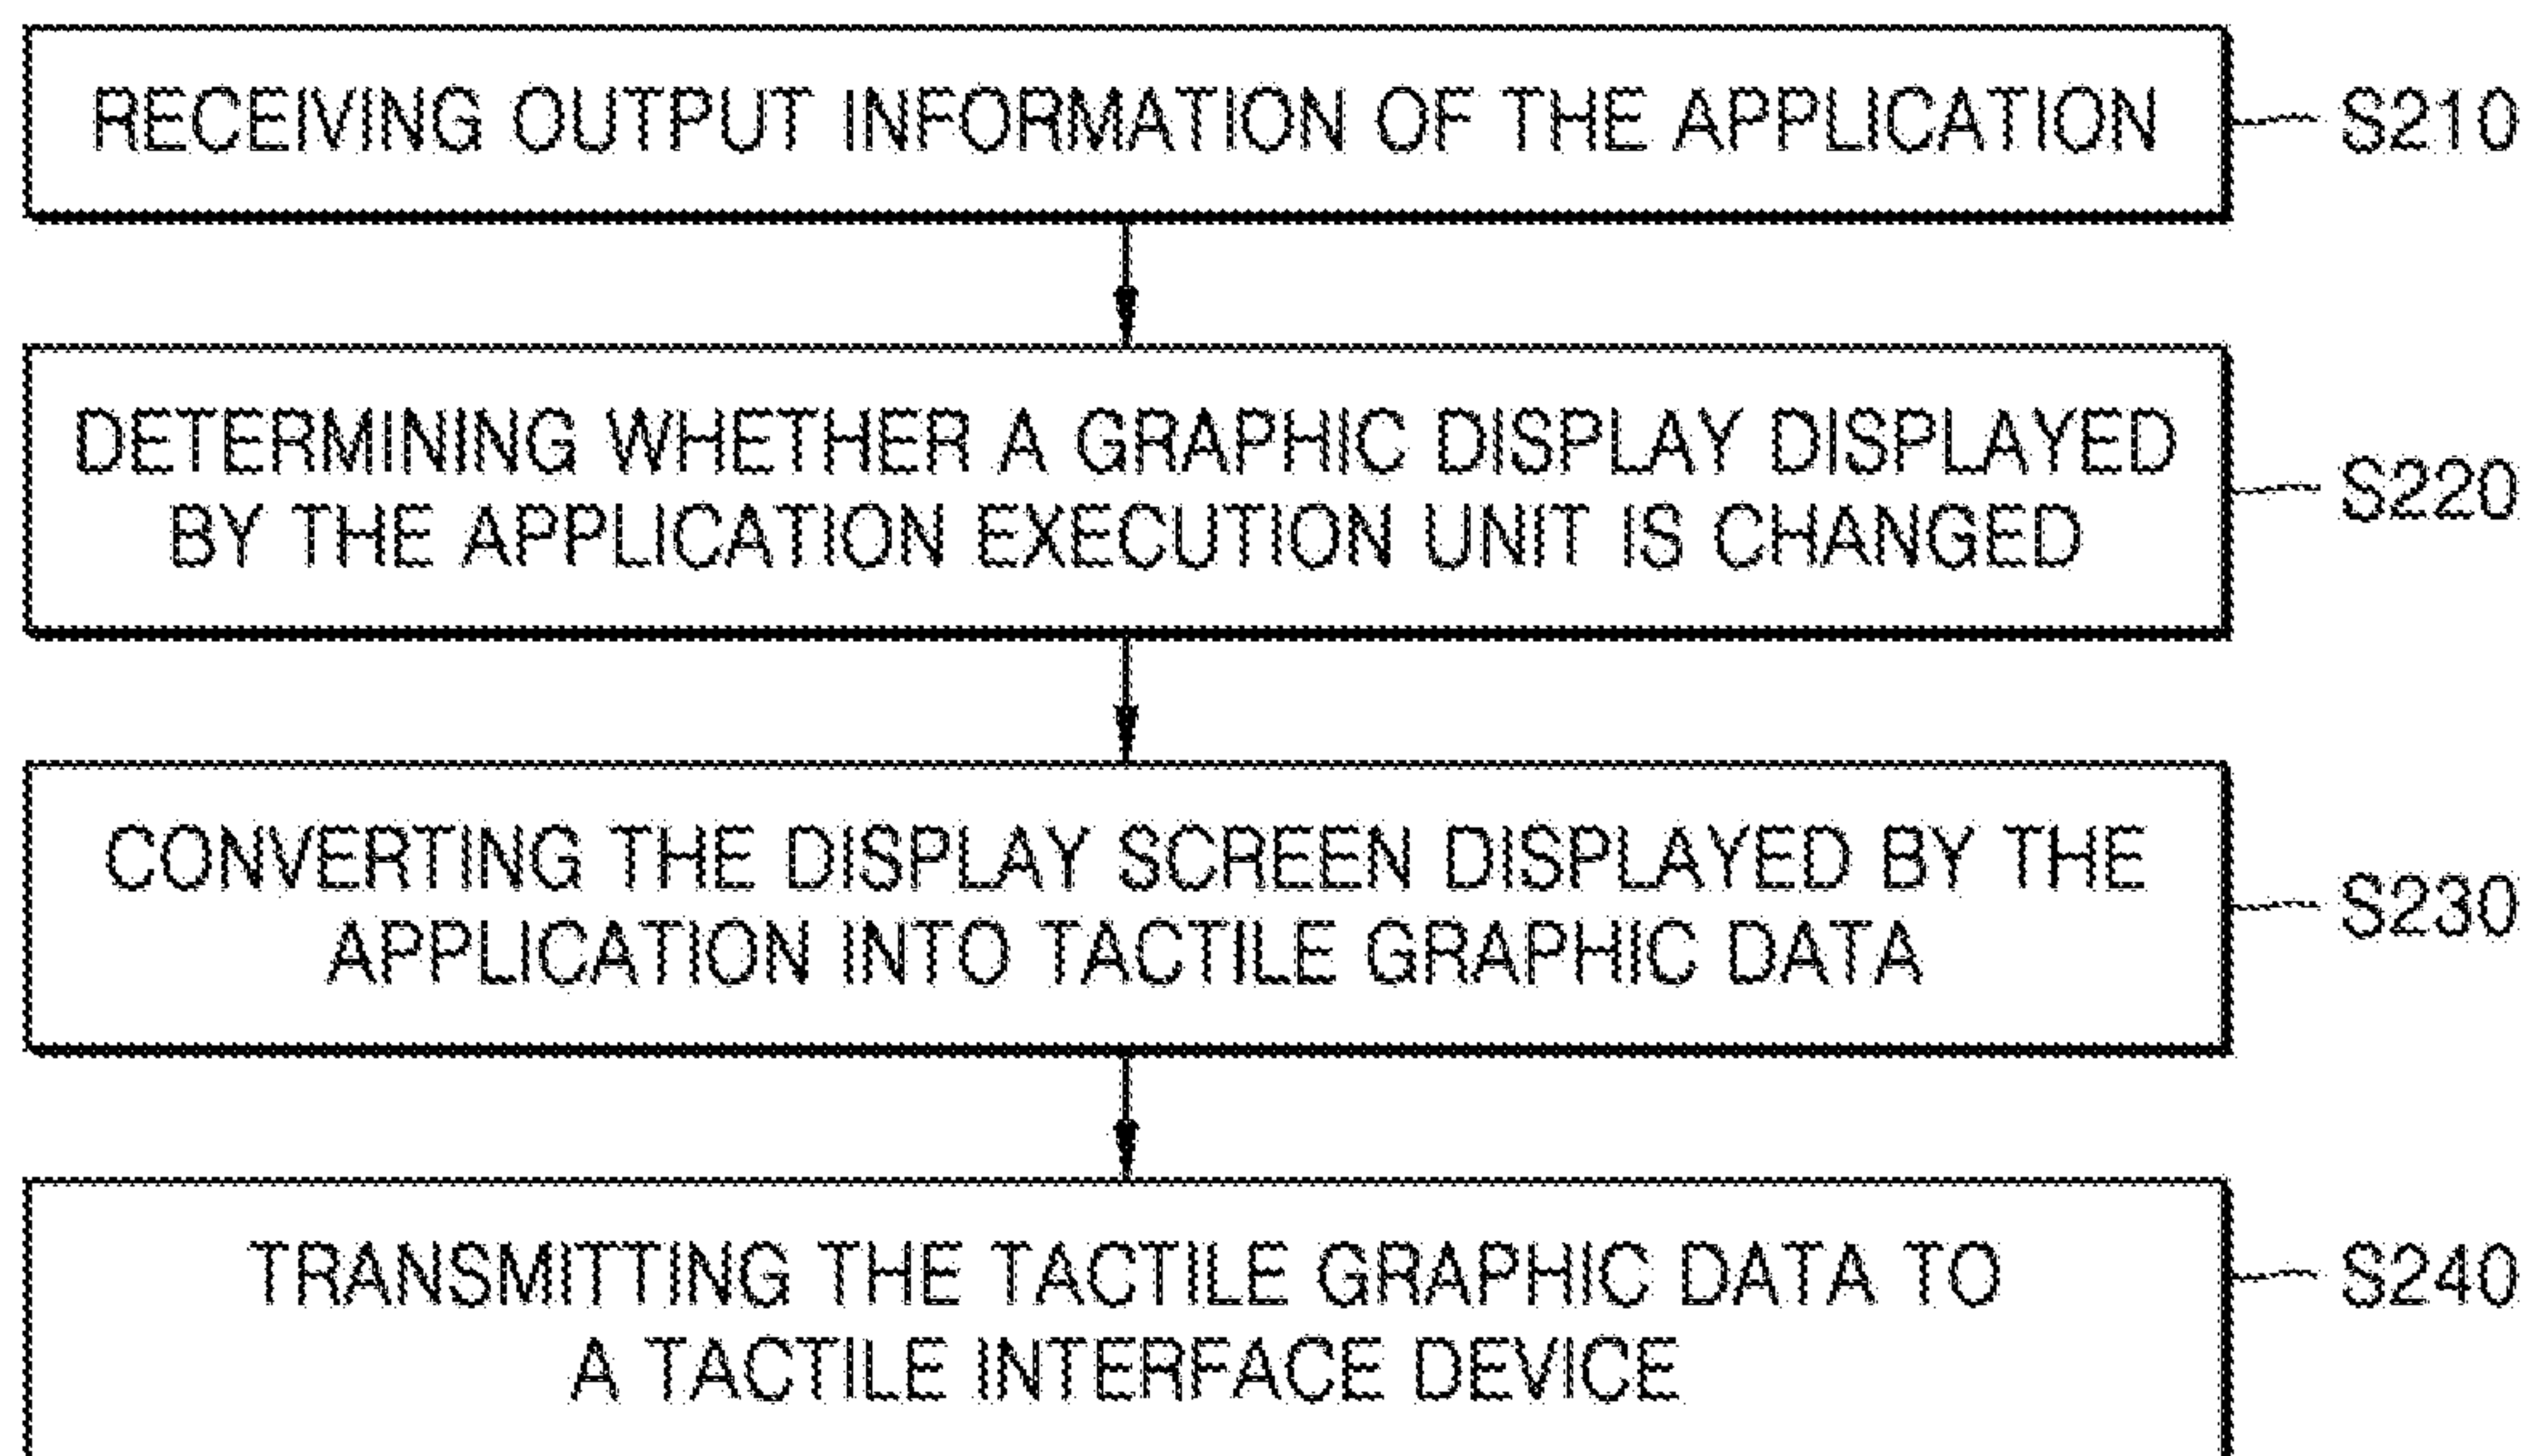 RECEIVING OUTPUT INFORMATION OF THE APPLICATION
S210
DETERMINING WHETHER A GRAPHIC DISPLAY DISPLAYED
BY THE APPLICATION EXECUTION UNIT IS CHANGED
S220
CONVERTING THE DISPLAY SCREEN DISPLAYED BY THE
APPLICATION INTO TACTILE GRAPHIC DATA
S230
TRANSMITTING THE TACTILE GRAPHIC DATA TO
A TACTILE INTERFACE DEVICE
S240